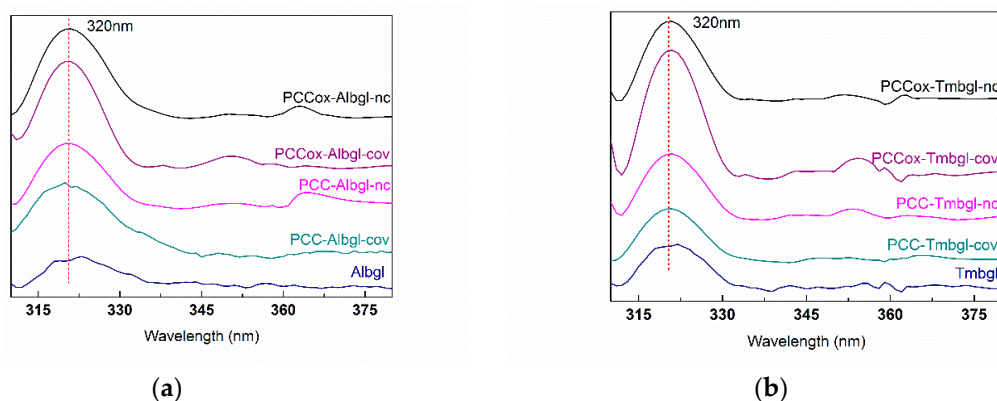 320nm
PCCox-Albgl-nc
PCCox-Albgl-cov
PCC-Albgl-nc
PCC-Albgl-cov
Albgl
315 330 345 360 375
Wavelength (nm)
(a)
320nm
PCCox-Tmbgl-nc
PCCox-Tmbgl-cov
PCC-Tmbgl-nc
PCC-Tmbgl-cov
Tmbgl
315 330 345 360 375
Wavelength (nm)
(b)